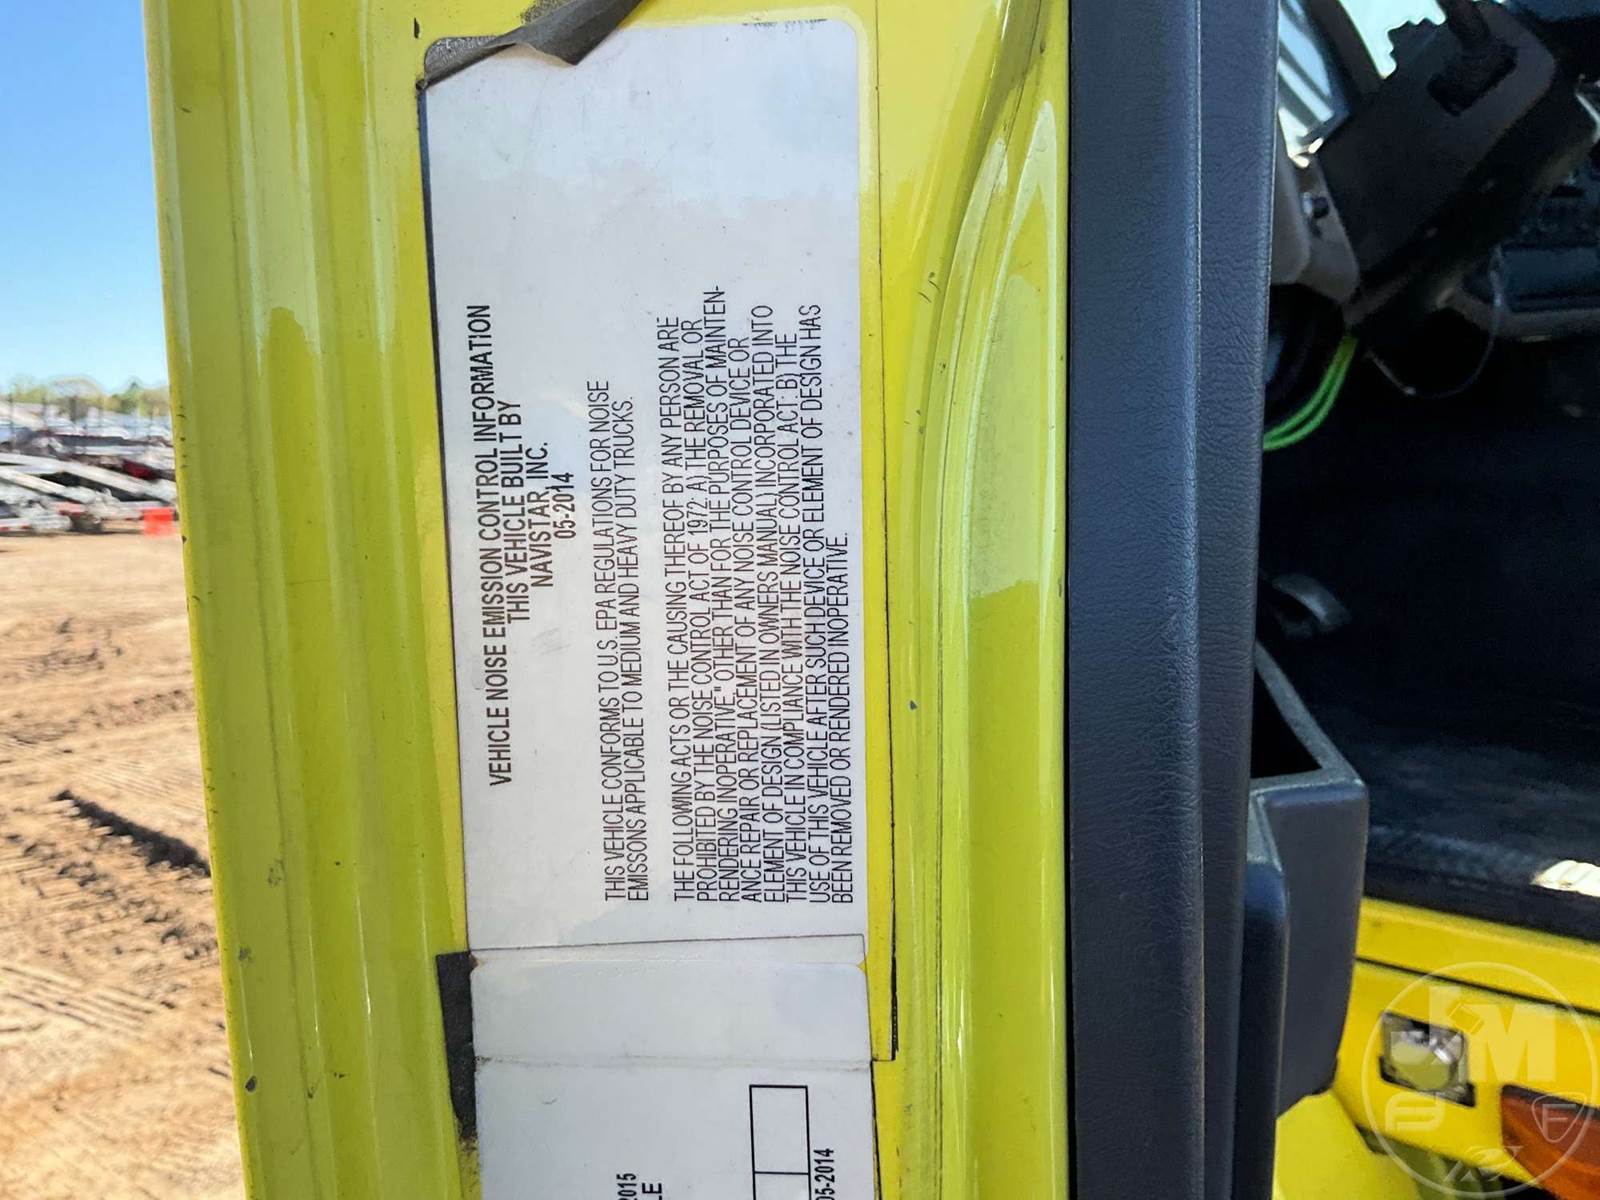 VEHICLE NOISE EMISSION CONTROL INFORMATION
THIS VEHICLE BUILT BY
NAVISTAR, INC.
05-2014
THIS VEHICLE CONFORMS TO U.S. EPA REGULATIONS FOR NOISE
EMISSONS APPLICABLE TO MEDIUM AND HEAVY DUTY TRUCKS.
THE FOLLOWING ACTS OR THE CAUSING THEREOF BY ANY PERSON ARE
PROHIBITED BY THE NOISE CONTROL ACT OF 1972: A) THE REMOVAL OR
RENDERING INOPERATIVE," OTHER THAN FOR THE PURPOSES OF MAINTEN-
ANCE REPAIR OR REPLACEMENT OF ANY NOISE CONTROL DEVICE OR
ELEMENT OF DESIGN (LISTED IN OWNERS MANUAL) INCORPORATED INTO
THIS VEHICLE IN COMPLIANCE WITH THE NOISE CONTROL ACT: B) THE
USE OF THIS VEHICLE AFTER SUCH DEVICE OR ELEMENT OF DESIGN HAS
BEEN REMOVED OR RENDERED INOPERATIVE.
2015
LE
05-2014
JM
F